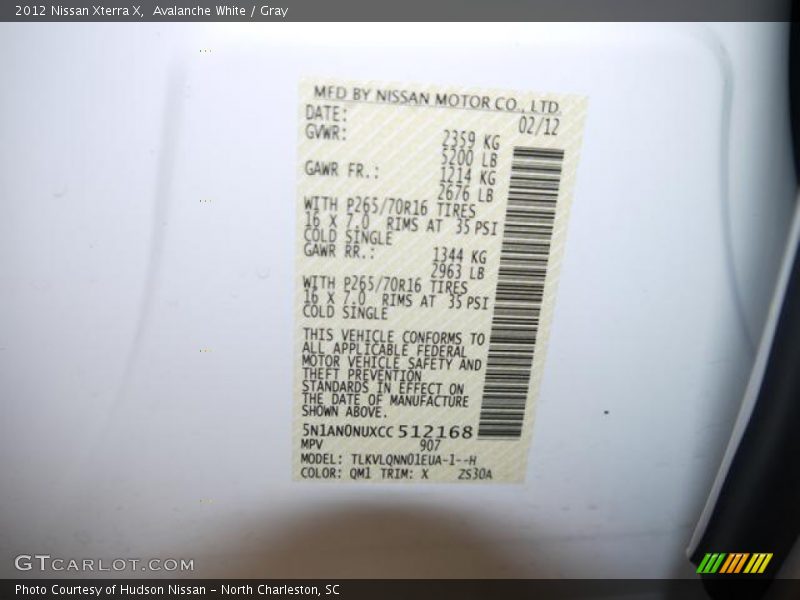 2012 Nissan Xterra X,  Avalanche White / Gray
MFD BY NISSAN MOTOR CO., LTD.
DATE: 02/12
GVWR: 2359 KG
5200 LB
GAWR FR.: 1214 KG
2676 LB
WITH P265/70R16 TIRES
16 X 7.0 RIMS AT 35 PSI
COLD SINGLE
GAWR RR.: 1344 KG
2963 LB
WITH P265/70R16 TIRES
16 X 7.0 RIMS AT 35 PSI
COLD SINGLE
THIS VEHICLE CONFORMS TO
ALL APPLICABLE FEDERAL
MOTOR VEHICLE SAFETY AND
THEFT PREVENTION
STANDARDS IN EFFECT ON
THE DATE OF MANUFACTURE
SHOWN ABOVE.
5N1AN0NUXCC 512168
MPV 907
MODEL: TLKVLQNN01EUA-1--H
COLOR: QM1 TRIM: X ZS30A
GTCARLOT.COM
Photo Courtesy of Hudson Nissan - North Charleston, SC